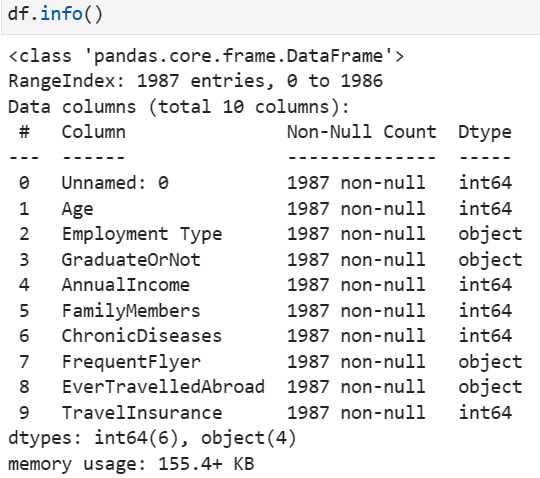 df.info()
<class 'pandas.core.frame.DataFrame'>
RangeIndex: 1987 entries, 0 to 1986
Data columns (total 10 columns):
 #   Column               Non-Null Count  Dtype
---  ------               --------------  -----
 0   Unnamed: 0           1987 non-null   int64
 1   Age                  1987 non-null   int64
 2   Employment Type      1987 non-null   object
 3   GraduateOrNot        1987 non-null   object
 4   AnnualIncome         1987 non-null   int64
 5   FamilyMembers        1987 non-null   int64
 6   ChronicDiseases      1987 non-null   int64
 7   FrequentFlyer        1987 non-null   object
 8   EverTravelledAbroad  1987 non-null   object
 9   TravelInsurance      1987 non-null   int64
dtypes: int64(6), object(4)
memory usage: 155.4+ KB